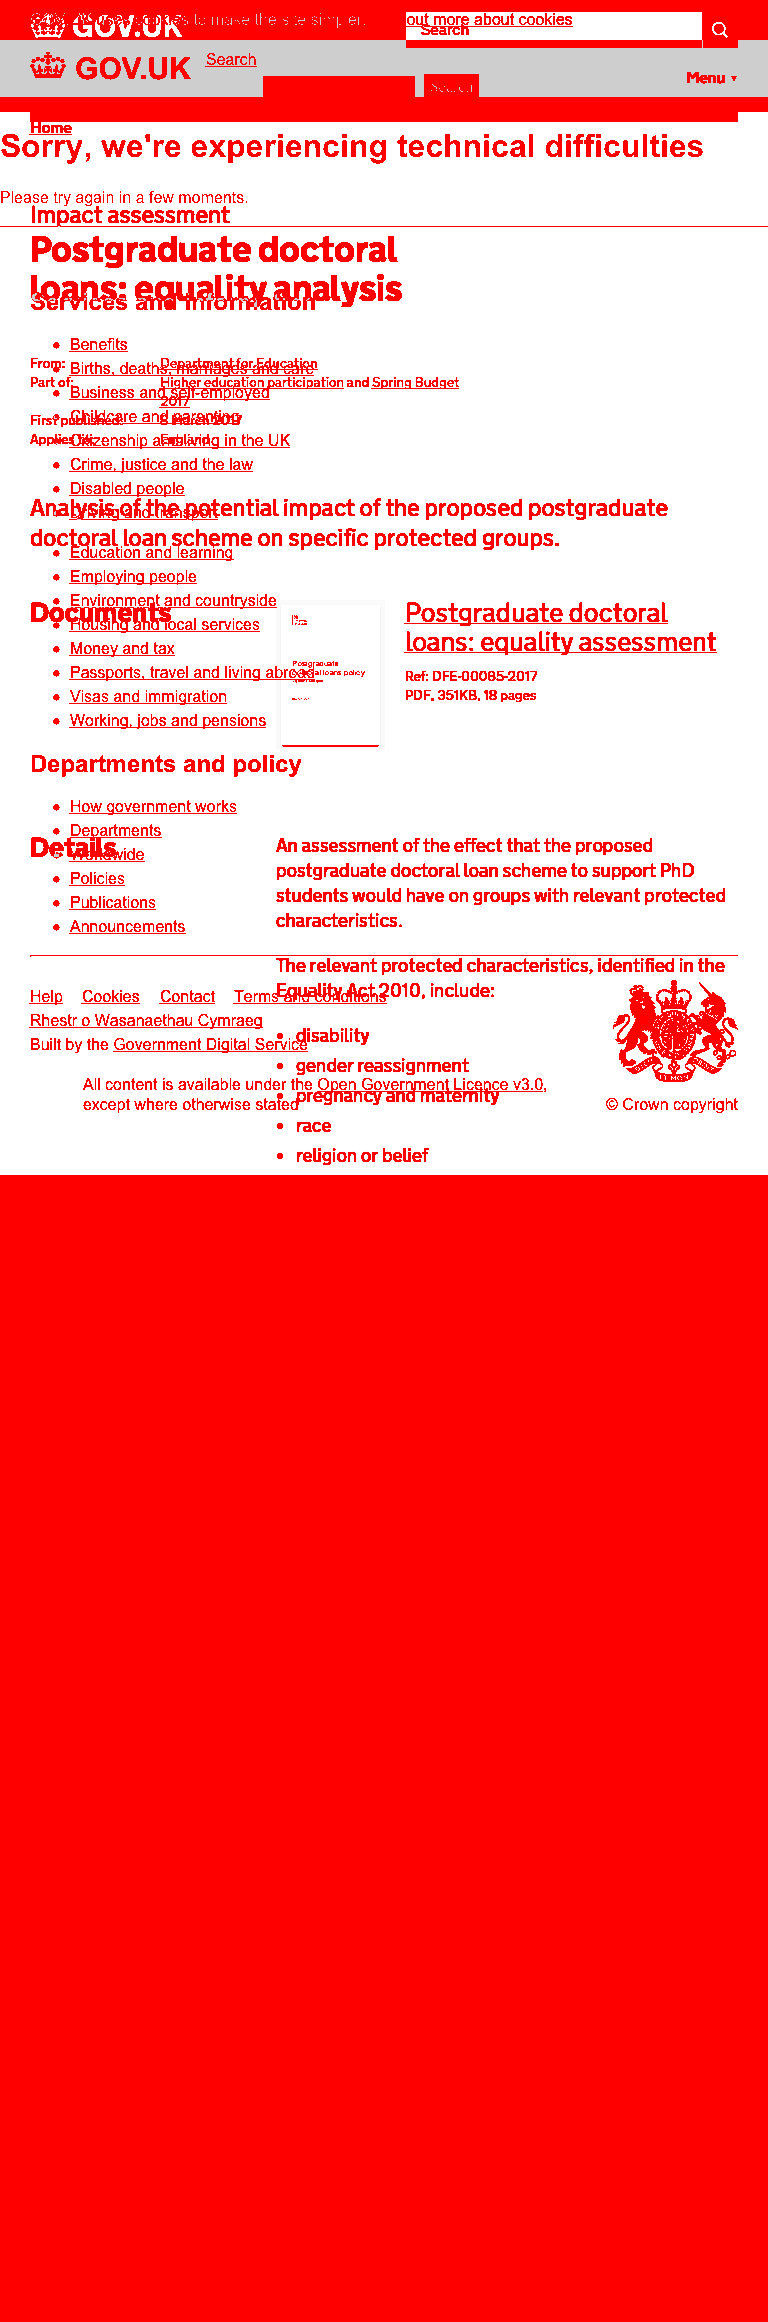 GOV.UK uses cookies to make the site simpler. out more about cookies
GOV.UK
Search
GOV.UK
Search
Search
Menu ▼
Home
Sorry, we're experiencing technical difficulties
Please try again in a few moments.
Impact assessment
Postgraduate doctoral
loans: equality analysis
Services and information
• Benefits
From: Department for Education
• Births, deaths, marriages and care
Part of: Higher education participation and Spring Budget
• Business and self-employed
2017
• Childcare and parenting
First published: 8 March 2017
Applies to: England
• Citizenship and living in the UK
• Crime, justice and the law
• Disabled people
Analysis of the potential impact of the proposed postgraduate
• Driving and transport
doctoral loan scheme on specific protected groups.
• Education and learning
• Employing people
• Environment and countryside
Documents
• Housing and local services
• Money and tax
• Passports, travel and living abroad
• Visas and immigration
• Working, jobs and pensions
Postgraduate
loans policy
Postgraduate doctoral
loans: equality assessment
Ref: DFE-00085-2017
PDF, 351KB, 18 pages
Departments and policy
• How government works
• Departments
Details
• Worldwide
• Policies
• Publications
• Announcements
An assessment of the effect that the proposed
postgraduate doctoral loan scheme to support PhD
students would have on groups with relevant protected
characteristics.
The relevant protected characteristics, identified in the
Equality Act 2010, include:
Help Cookies Contact Terms and conditions
Rhestr o Wasanaethau Cymraeg
Built by the Government Digital Service
• disability
• gender reassignment
All content is available under the Open Government Licence v3.0,
• pregnancy and maternity
except where otherwise stated
© Crown copyright
• race
• religion or belief